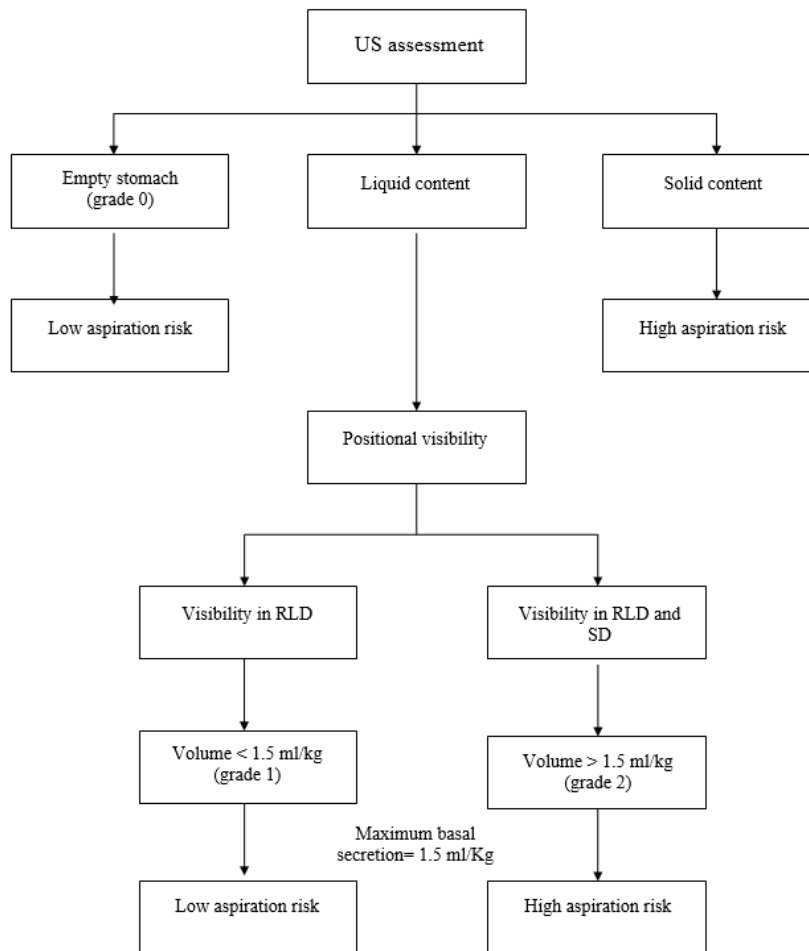 US assessment
Empty stomach
(grade 0)
Liquid content
Solid content
Low aspiration risk
High aspiration risk
Positional visibility
Visibility in RLD
Visibility in RLD and
SD
Volume < 1.5 ml/kg
(grade 1)
Volume > 1.5 ml/kg
(grade 2)
Maximum basal
secretion= 1.5 ml/Kg
Low aspiration risk
High aspiration risk